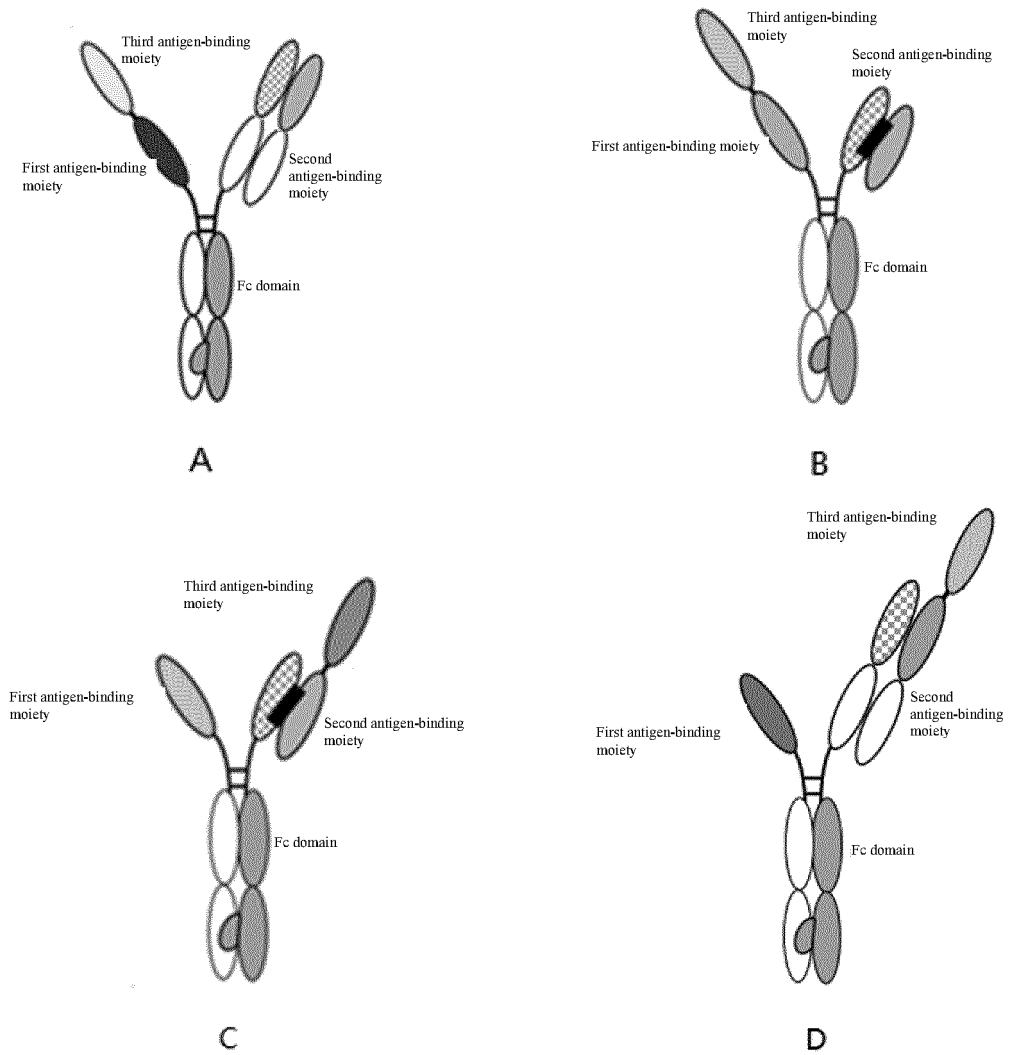 Third antigen-binding
moiety
First antigen-binding
moiety
Second
antigen-binding
moiety
Fc domain
A
Third antigen-binding
moiety
Second antigen-binding
moiety
First antigen-binding moiety
Fc domain
B
Third antigen-binding
moiety
First antigen-binding
moiety
Second antigen-binding
moiety
Fc domain
C
Third antigen-binding
moiety
Second
antigen-binding
moiety
First antigen-binding
moiety
Fc domain
D